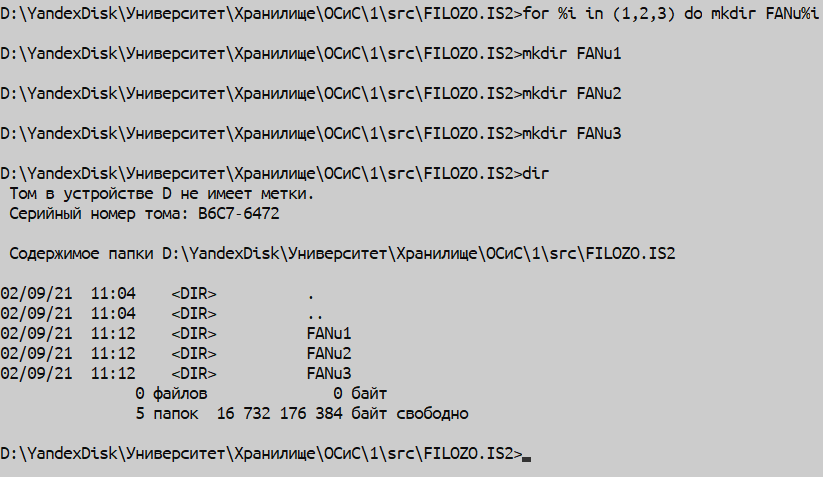 D:\YandexDisk\Университет\Хранилище\ОСиС\1\src\FILOZO.IS2>for %i in (1,2,3) do mkdir FANu%i
D:\YandexDisk\Университет\Хранилище\ОСиС\1\src\FILOZO.IS2>mkdir FANu1
D:\YandexDisk\Университет\Хранилище\ОСиС\1\src\FILOZO.IS2>mkdir FANu2
D:\YandexDisk\Университет\Хранилище\ОСиС\1\src\FILOZO.IS2>mkdir FANu3
D:\YandexDisk\Университет\Хранилище\ОСиС\1\src\FILOZO.IS2>dir
Том в устройстве D не имеет метки.
Серийный номер тома: B6C7-6472
Содержимое папки D:\YandexDisk\Университет\Хранилище\ОСиС\1\src\FILOZO.IS2
02/09/21  11:04    <DIR>          .
02/09/21  11:04    <DIR>          ..
02/09/21  11:12    <DIR>          FANu1
02/09/21  11:12    <DIR>          FANu2
02/09/21  11:12    <DIR>          FANu3
0 файлов              0 байт
5 папок  16 732 176 384 байт свободно
D:\YandexDisk\Университет\Хранилище\ОСиС\1\src\FILOZO.IS2>